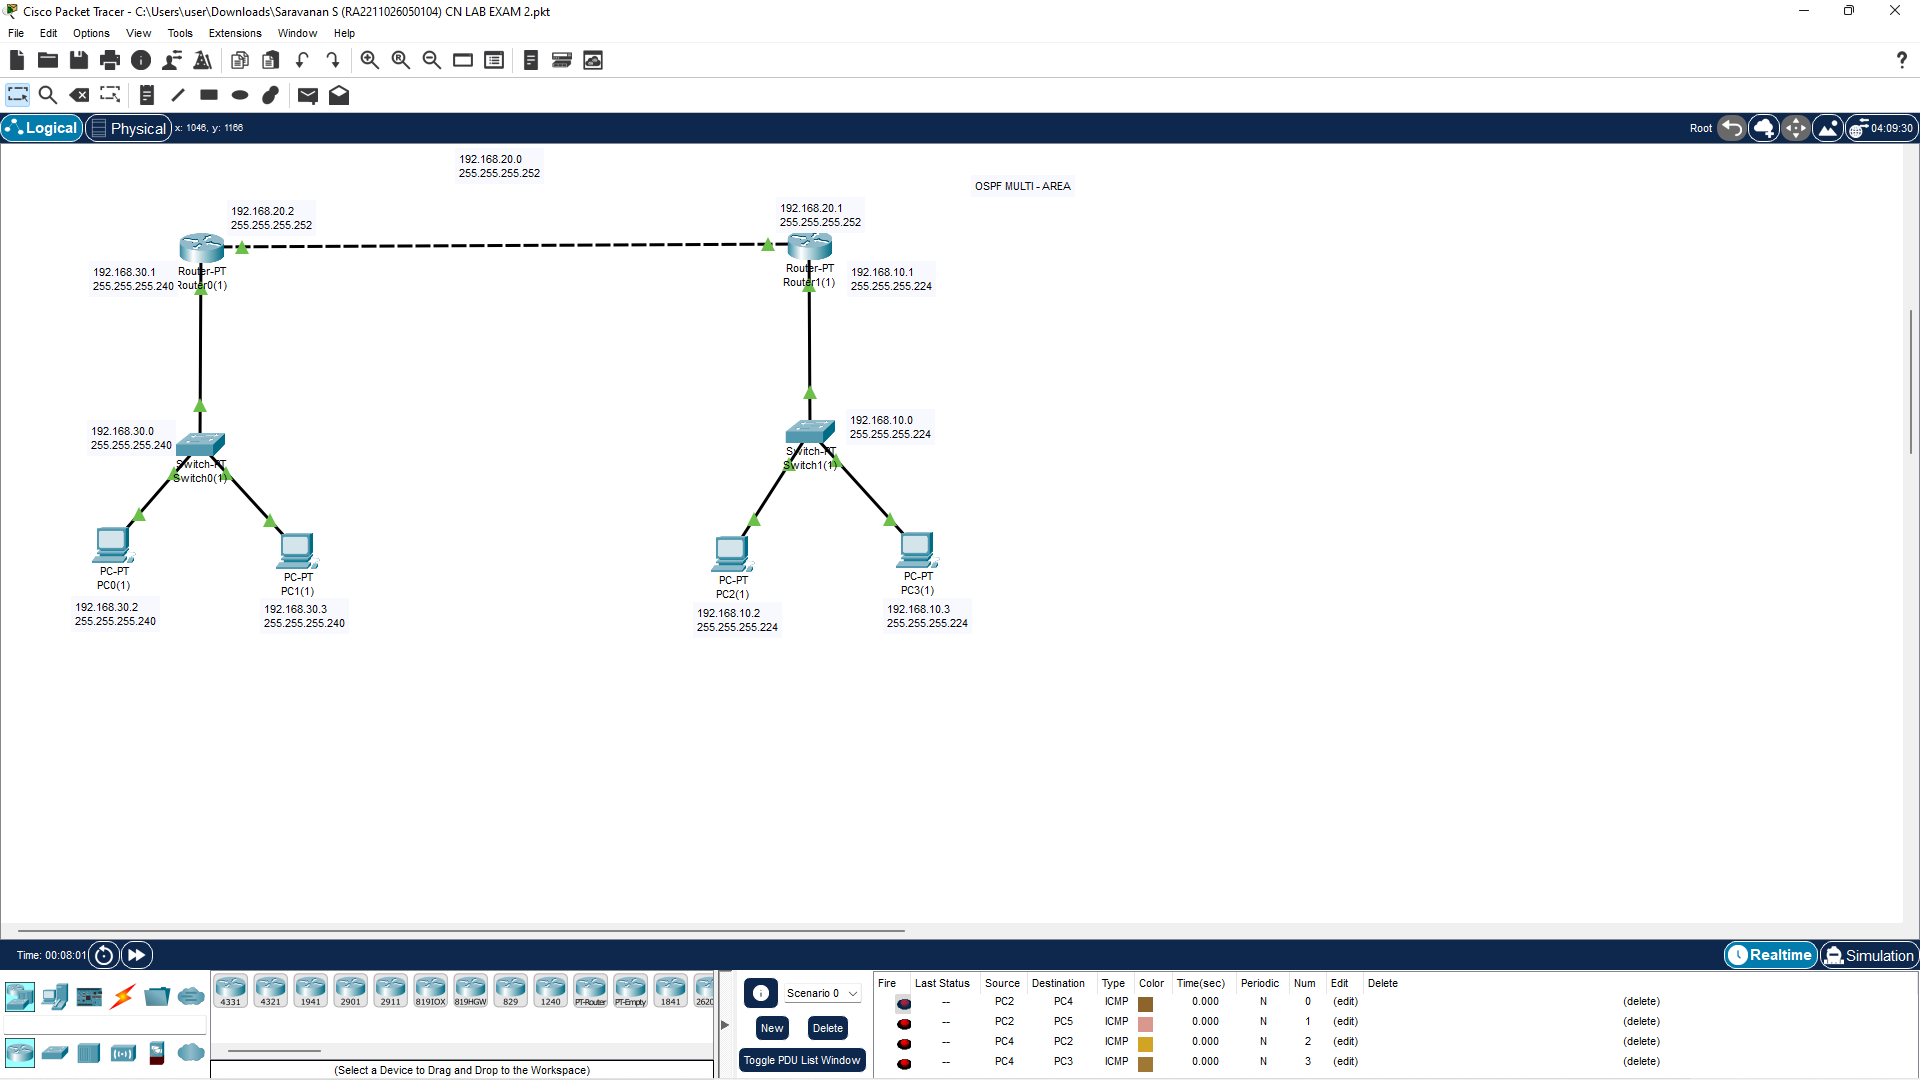 Cisco Packet Tracer - C:\Users\user\Downloads\Saravanan S (RA2211026050104) CN LAB EXAM 2.pkt
File Edit Options View Tools Extensions Window Help
Logical Physical x: 1046, y: 1166 Root 04:09:30
192.168.20.0
255.255.255.252
OSPF MULTI - AREA
192.168.20.2
255.255.255.252
192.168.20.1
255.255.255.252
Router-PT
Router0(1)
192.168.30.1
255.255.255.240
Router-PT
Router1(1)
192.168.10.1
255.255.255.224
192.168.30.0
255.255.255.240
Switch-PT
Switch0(1)
192.168.10.0
255.255.255.224
Switch-PT
Switch1(1)
PC-PT
PC0(1)
192.168.30.2
255.255.255.240
PC-PT
PC1(1)
192.168.30.3
255.255.255.240
PC-PT
PC2(1)
192.168.10.2
255.255.255.224
PC-PT
PC3(1)
192.168.10.3
255.255.255.224
Time: 00:08:01 Realtime Simulation
4331 4321 1941 2901 2911 819IOX 819HGW 829 1240 PT-Router PT-Empty 1841 2620
(Select a Device to Drag and Drop to the Workspace)
Scenario 0
New Delete
Toggle PDU List Window
Fire Last Status Source Destination Type Color Time(sec) Periodic Num Edit Delete
-- PC2 PC4 ICMP 0.000 N 0 (edit) (delete)
-- PC2 PC5 ICMP 0.000 N 1 (edit) (delete)
-- PC4 PC2 ICMP 0.000 N 2 (edit) (delete)
-- PC4 PC3 ICMP 0.000 N 3 (edit) (delete)